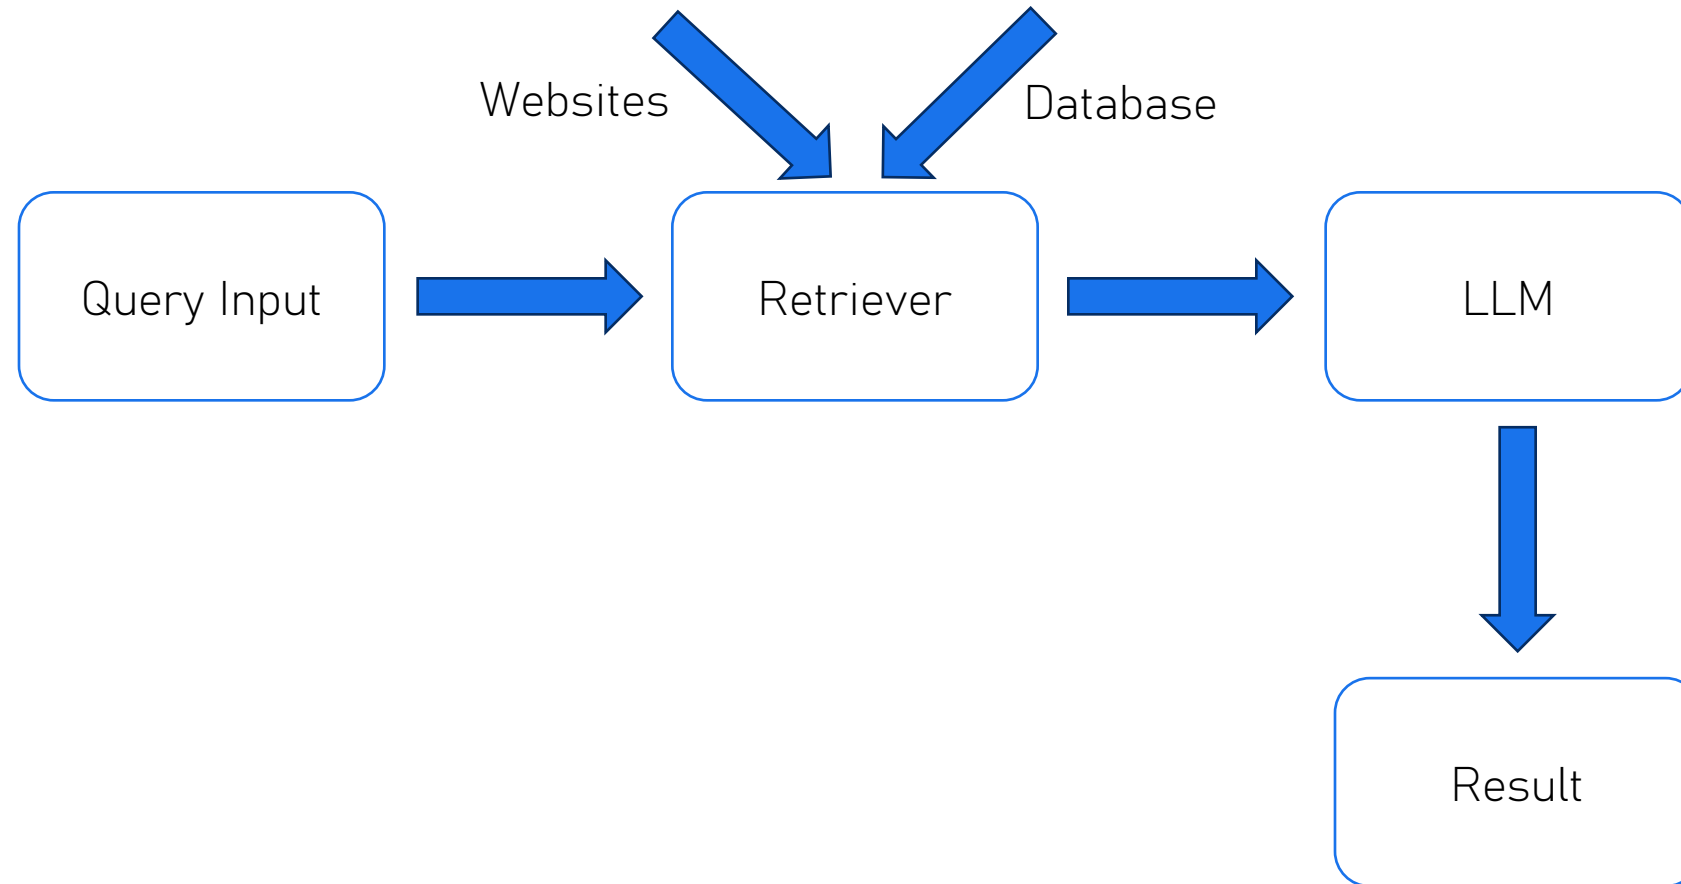 Websites
Database
Query Input
Retriever
LLM
Result